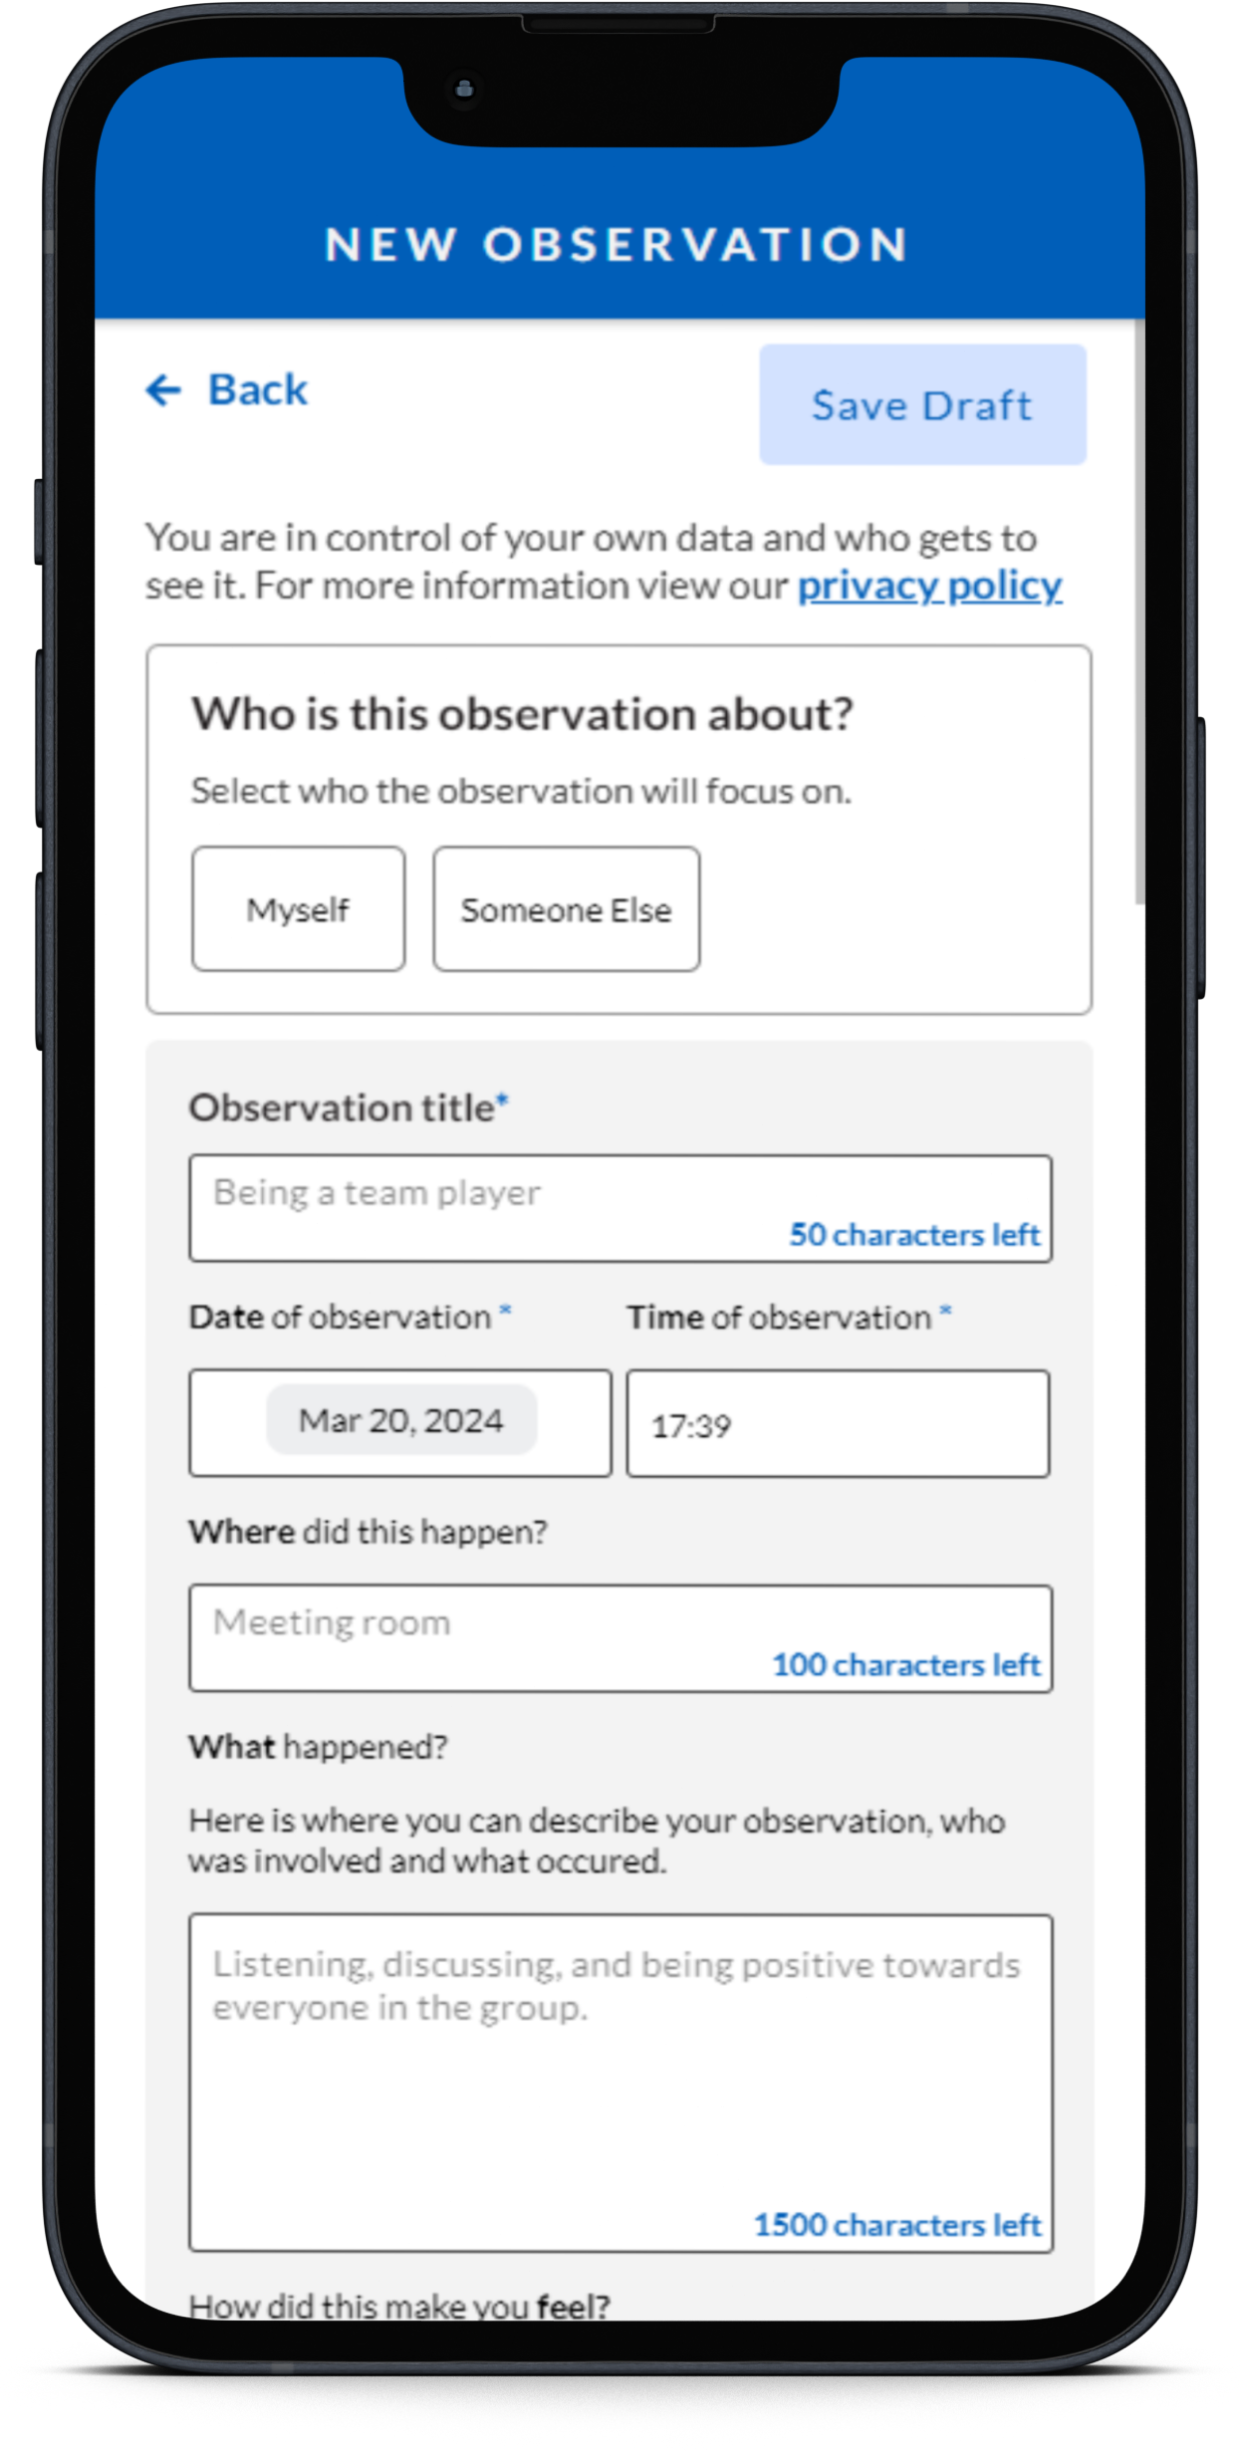 NEW OBSERVATION
← Back
Save Draft
You are in control of your own data and who gets to
see it. For more information view our privacy policy
Who is this observation about?
Select who the observation will focus on.
Myself
Someone Else
Observation title*
Being a team player
50 characters left
Date of observation *
Time of observation *
Mar 20, 2024
17:39
Where did this happen?
Meeting room
100 characters left
What happened?
Here is where you can describe your observation, who
was involved and what occured.
Listening, discussing, and being positive towards
everyone in the group.
1500 characters left
How did this make you feel?